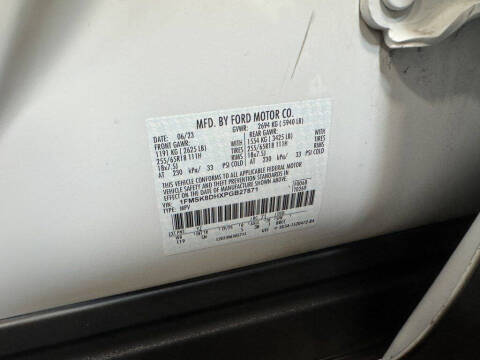 MFD. BY FORD MOTOR CO.
DATE: 06/23 GVWR: 2694 KG ( 5940 LB)
FRONT GAWR: REAR GAWR:
1191 KG ( 2625 LB) WITH 1554 KG ( 3425 LB) WITH
255/65R18 111H TIRES 255/65R18 111H TIRES
18x7.5J RIMS 18x7.5J RIMS
AT 230 kPa/ 33 PSI COLD AT 230 kPa/ 33 PSI COLD
THIS VEHICLE CONFORMS TO ALL APPLICABLE FEDERAL MOTOR
VEHICLE SAFETY AND THEFT PREVENTION STANDARDS IN EFFECT ON THE
DATE OF MANUFACTURE SHOWN ABOVE.
VIN: 1FMSK8DHXPGB27871
TYPE: MPV